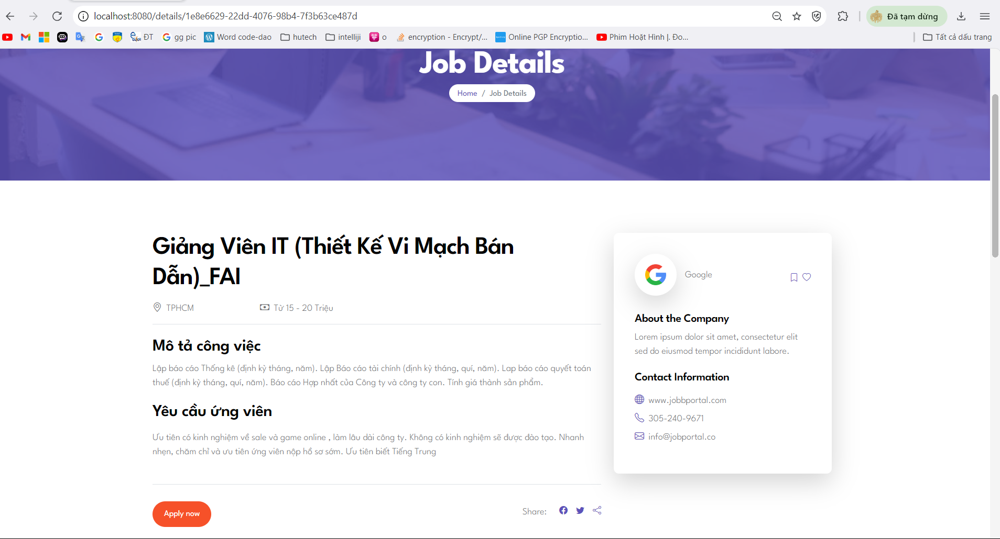 localhost:8080/details/1e8e6629-22dd-4076-98b4-7f3b63ce487d
Đã tạm dừng
ĐT
gg pic
Word code-dao
hutech
intelliji
o
encryption - Encrypt/...
Online PGP Encryptio...
Phim Hoạt Hình |. Đo...
Tất cả dấu trang
Job Details
Home / Job Details
Giảng Viên IT (Thiết Kế Vi Mạch Bán
Dẫn)_FAI
TPHCM
Từ 15 - 20 Triệu
Mô tả công việc
Lập báo cáo Thống kê (định kỳ tháng, năm). Lập Báo cáo tài chính (định kỳ tháng, quí, năm). Lap báo cáo quyết toán
thuế (định kỳ tháng, quí, năm). Báo cáo Hợp nhất của Công ty và công ty con. Tính giá thành sản phẩm.
Yêu cầu ứng viên
Ưu tiên có kinh nghiệm về sale và game online , làm lâu dài công ty. Không có kinh nghiệm sẽ được đào tạo. Nhanh
nhẹn, chăm chỉ và ưu tiên ứng viên nộp hồ sơ sớm. Ưu tiên biết Tiếng Trung
Apply now
Share:
Google
About the Company
Lorem ipsum dolor sit amet, consectetur elit
sed do eiusmod tempor incididunt labore.
Contact Information
www.jobbportal.com
305-240-9671
info@jobportal.co